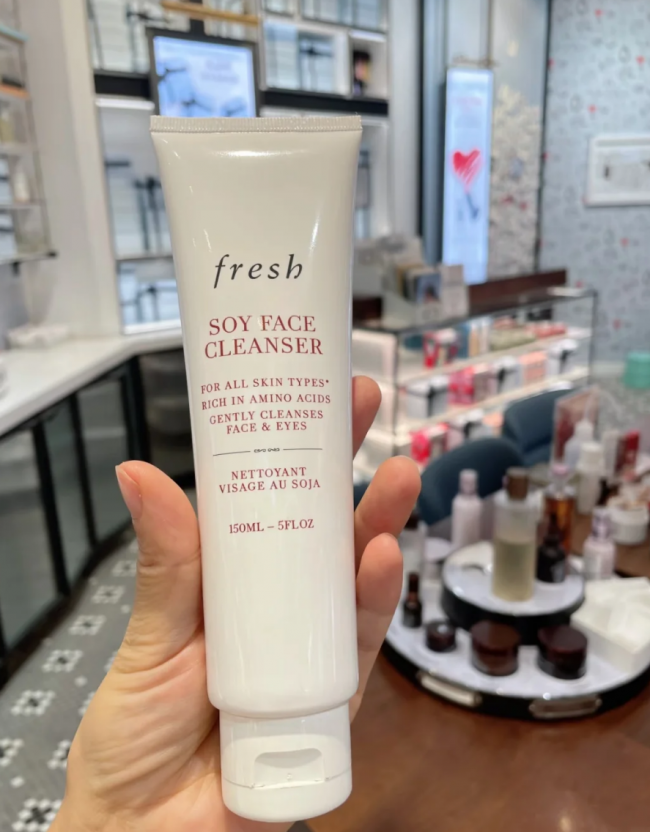 fresh
SOY FACE
CLEANSER
FOR ALL SKIN TYPES*
RICH IN AMINO ACIDS
GENTLY CLEANSES
FACE & EYES
NETTOYANT
VISAGE AU SOJA
150ML – 5FLOZ